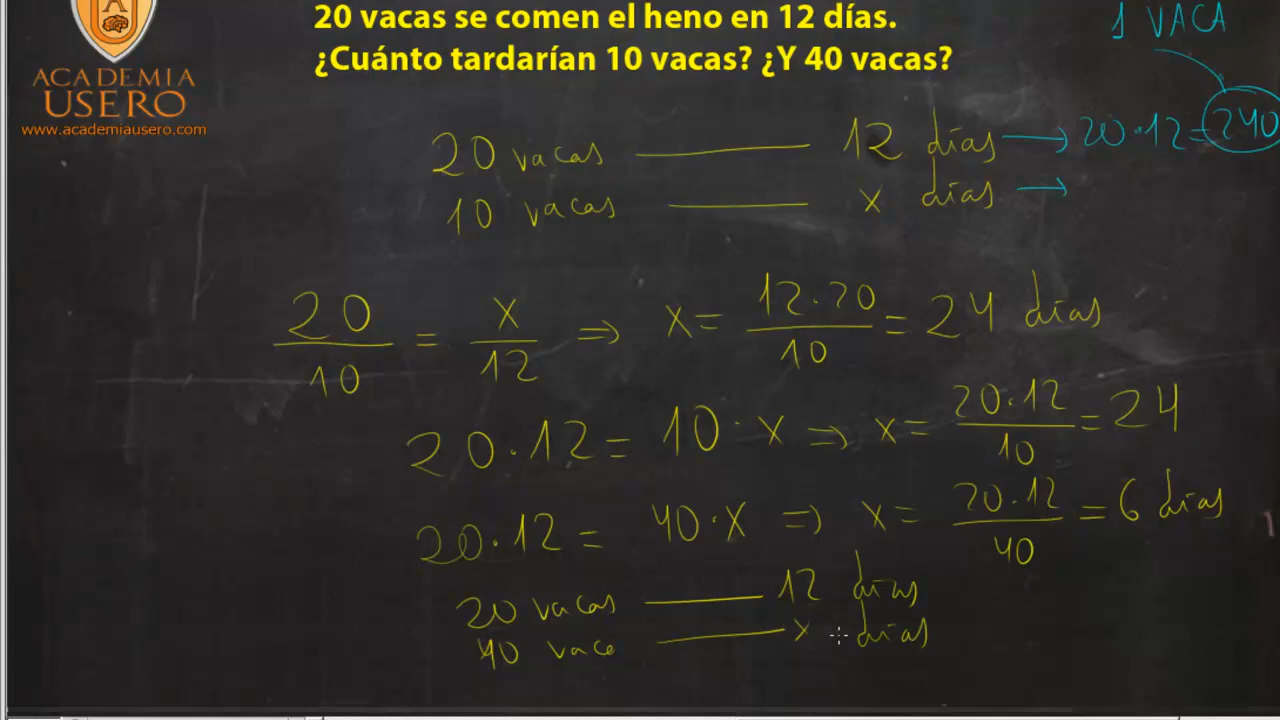 20 vacas se comen el heno en 12 días.
¿Cuánto tardarían 10 vacas? ¿Y 40 vacas?
1 VACA
ACADEMIA
USERO
www.academiausero.com
20 vacas — 12 días → 20·12=240
10 vacas — x días →
20/10 = x/12 ⇒ x= 12·20/10 = 24 días
20·12= 10·x ⇒ x= 20·12/10 = 24
20·12= 40·x ⇒ x= 20·12/40 = 6 días
20 vacas — 12 días
40 vace — x días